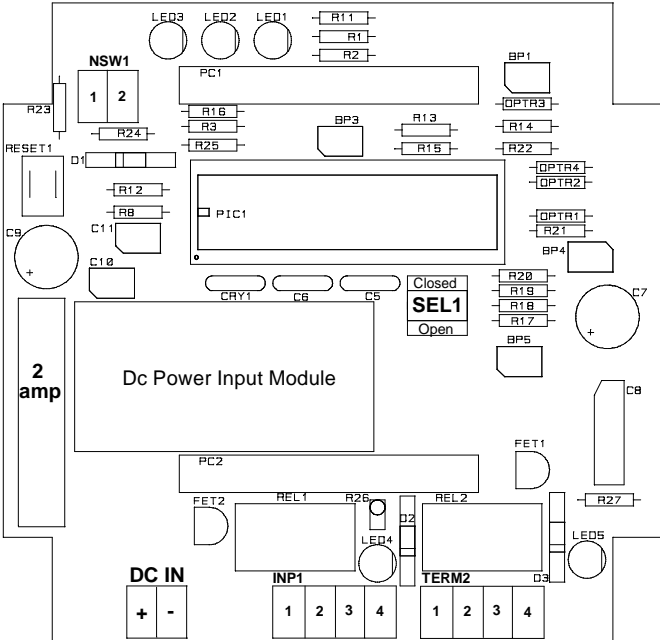 LED3 LED2 LED1 R11
R1
R2
NSW1
1 2
PC1
BP1
R23
R16
R3
R25
R24
BP3
R13
R15
OPTR3
R14
R22
RESET1
D1
R12
R8
PIC1
OPTR4
OPTR2
OPTR1
R21
C9
C11
C10
BP4
CRY1 C6 C5
Closed
SEL1
Open
R20
R19
R18
R17
C7
BP5
2
amp
Dc Power Input Module
C8
PC2
FET1
FET2
REL1
R26
D2
REL2
R27
LED4
LED5
D3
DC IN
+ -
INP1
1 2 3 4
TERM2
1 2 3 4